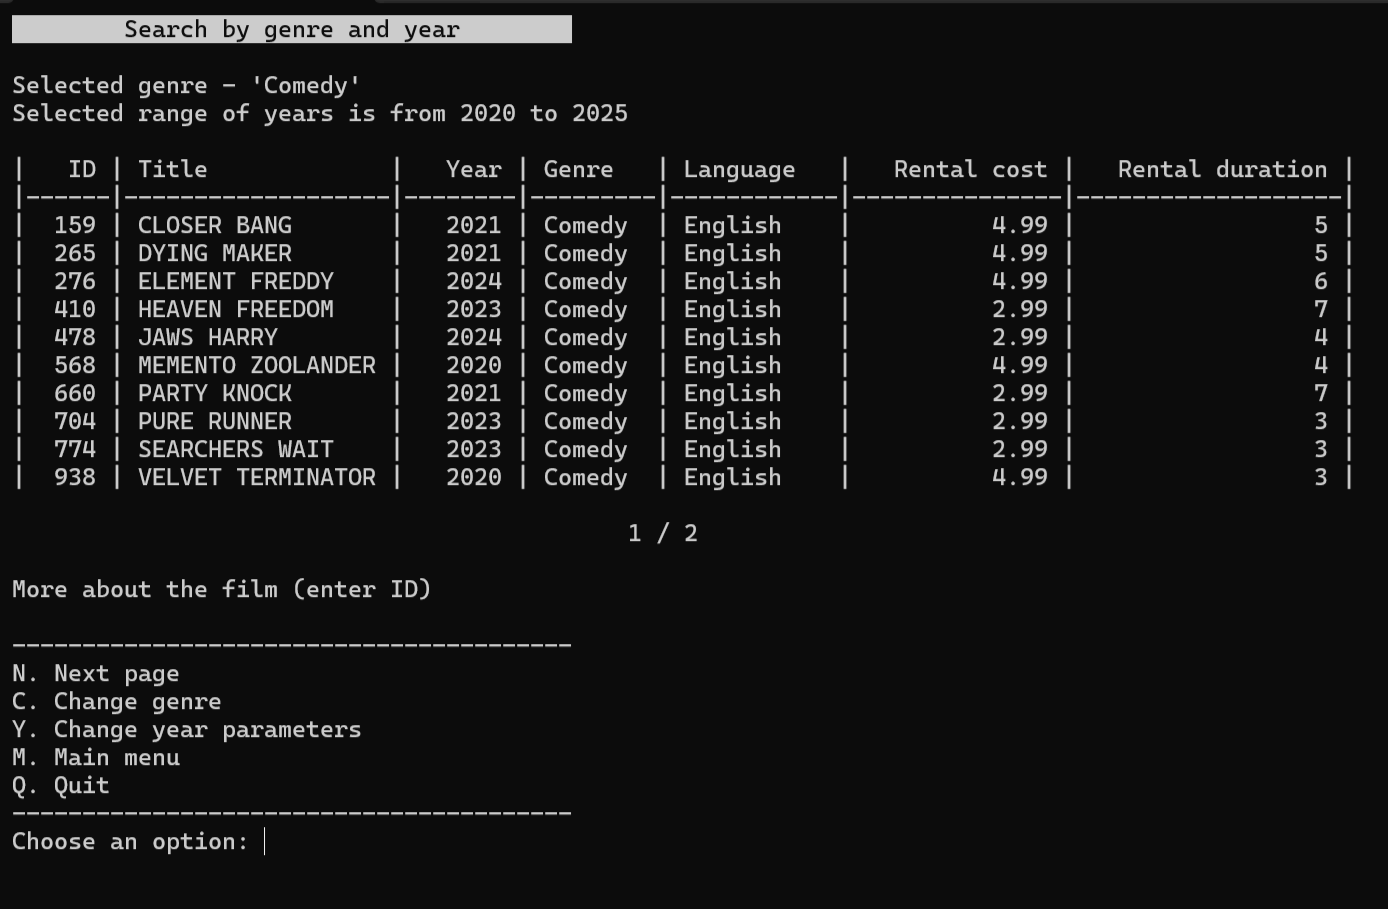 Search by genre and year
Selected genre - 'Comedy'
Selected range of years is from 2020 to 2025
|   ID | Title             |   Year | Genre   | Language   |   Rental cost |   Rental duration |
|------|-------------------|--------|---------|------------|---------------|-------------------|
|  159 | CLOSER BANG       |   2021 | Comedy  | English    |          4.99 |                 5 |
|  265 | DYING MAKER       |   2021 | Comedy  | English    |          4.99 |                 5 |
|  276 | ELEMENT FREDDY    |   2024 | Comedy  | English    |          4.99 |                 6 |
|  410 | HEAVEN FREEDOM    |   2023 | Comedy  | English    |          2.99 |                 7 |
|  478 | JAWS HARRY        |   2024 | Comedy  | English    |          2.99 |                 4 |
|  568 | MEMENTO ZOOLANDER |   2020 | Comedy  | English    |          4.99 |                 4 |
|  660 | PARTY KNOCK       |   2021 | Comedy  | English    |          2.99 |                 7 |
|  704 | PURE RUNNER       |   2023 | Comedy  | English    |          2.99 |                 3 |
|  774 | SEARCHERS WAIT    |   2023 | Comedy  | English    |          2.99 |                 3 |
|  938 | VELVET TERMINATOR |   2020 | Comedy  | English    |          4.99 |                 3 |
1 / 2
More about the film (enter ID)
----------------------------------------
N. Next page
C. Change genre
Y. Change year parameters
M. Main menu
Q. Quit
----------------------------------------
Choose an option: